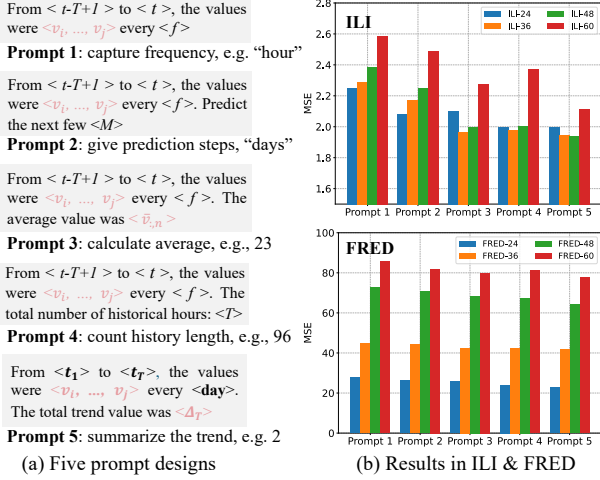 From < t-T+1 > to < t >, the values
were <vᵢ, ..., vⱼ> every < f >
Prompt 1: capture frequency, e.g. “hour”
From < t-T+1 > to < t >, the values
were <vᵢ, ..., vⱼ> every < f >. Predict
the next few <M>
Prompt 2: give prediction steps, “days”
From < t-T+1 > to < t >, the values
were <vᵢ, ..., vⱼ> every < f >. The
average value was < v̄:,n >
Prompt 3: calculate average, e.g., 23
From < t-T+1 > to < t >, the values
were <vᵢ, ..., vⱼ> every < f >. The
total number of historical hours: <T>
Prompt 4: count history length, e.g., 96
From <t₁> to <t_T>, the values
were <vᵢ, ..., vⱼ> every <day>.
The total trend value was <Δ_T>
Prompt 5: summarize the trend, e.g. 2
(a) Five prompt designs
ILI
ILI-24 ILI-48
ILI-36 ILI-60
MSE
2.8
2.6
2.4
2.2
2.0
1.8
1.6
Prompt 1 Prompt 2 Prompt 3 Prompt 4 Prompt 5
FRED
FRED-24 FRED-48
FRED-36 FRED-60
MSE
100
80
60
40
20
0
Prompt 1 Prompt 2 Prompt 3 Prompt 4 Prompt 5
(b) Results in ILI & FRED